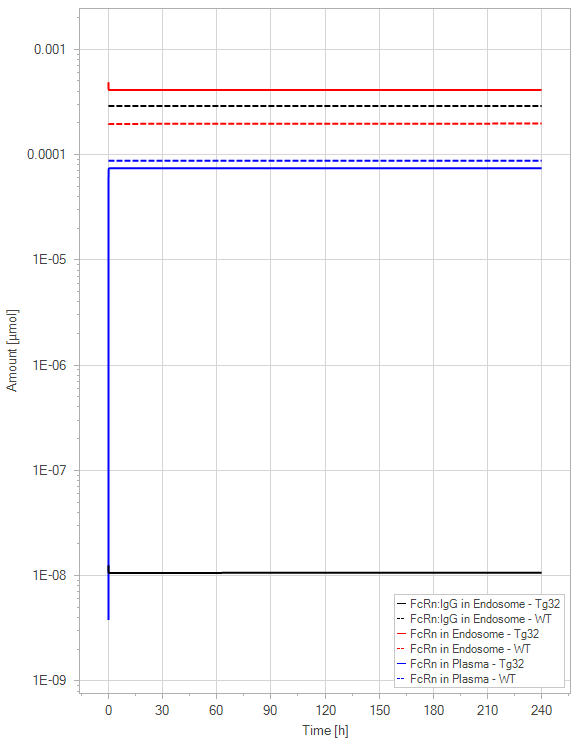 0.001
0.0001
1E-05
1E-06
1E-07
1E-08
1E-09
Amount [µmol]
FcRn:IgG in Endosome - Tg32
FcRn:IgG in Endosome - WT
FcRn in Endosome - Tg32
FcRn in Endosome - WT
FcRn in Plasma - Tg32
FcRn in Plasma - WT
0 30 60 90 120 150 180 210 240
Time [h]